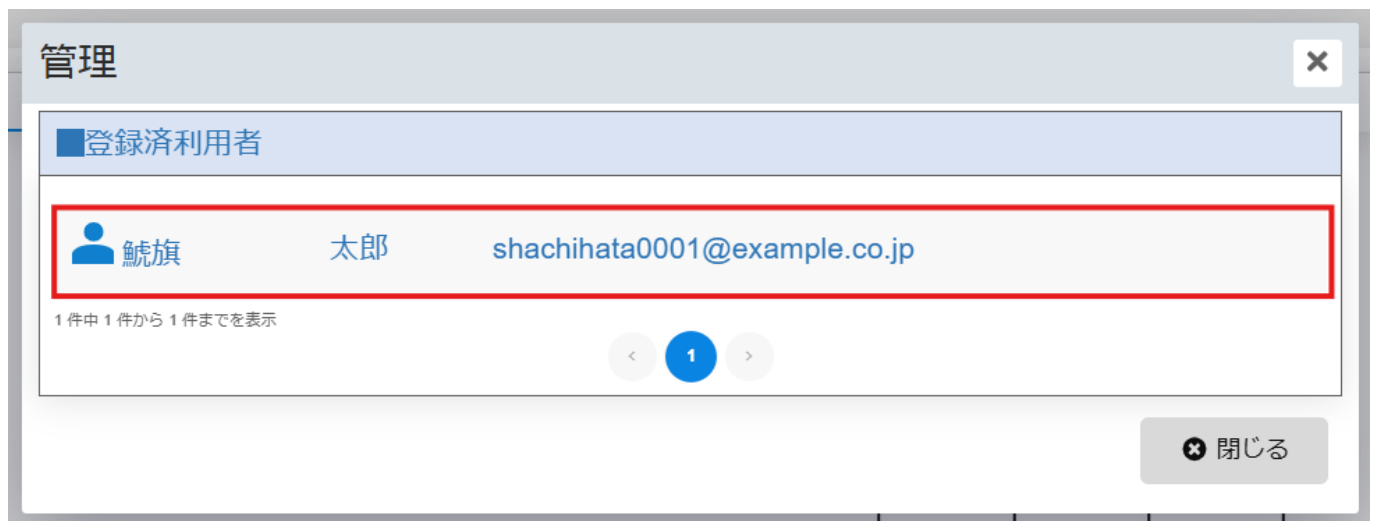 管理
■登録済利用者
鯱旗 太郎 shachihata0001@example.co.jp
1 件中 1 件から 1 件までを表示
‹ 1 ›
閉じる